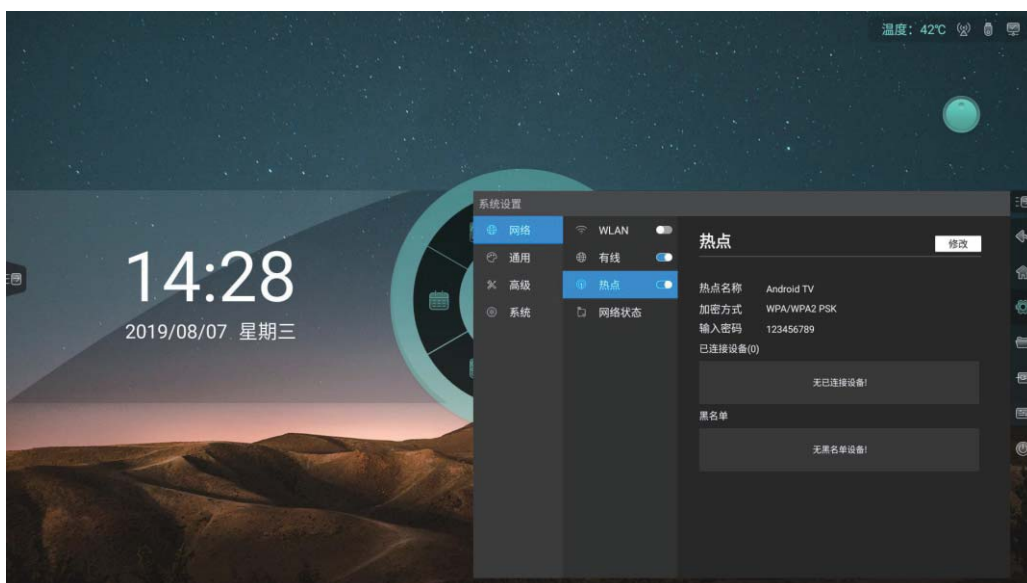 温度：42℃
14:28
2019/08/07 星期三
系统设置
网络
通用
高级
系统
WLAN
有线
热点
网络状态
热点
修改
热点名称 Android TV
加密方式 WPA/WPA2 PSK
输入密码 123456789
已连接设备(0)
无已连接设备!
黑名单
无黑名单设备!